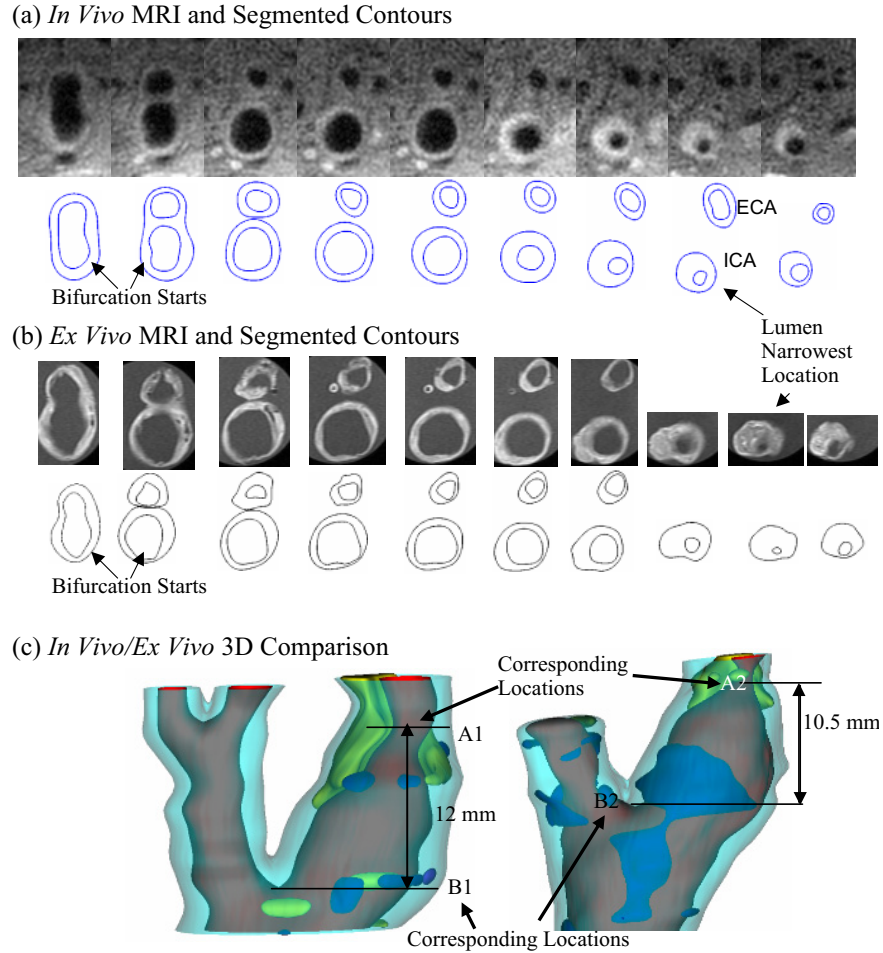 (a) In Vivo MRI and Segmented Contours
ECA
ICA
Bifurcation Starts
Lumen
Narrowest
Location
(b) Ex Vivo MRI and Segmented Contours
Bifurcation Starts
(c) In Vivo/Ex Vivo 3D Comparison
Corresponding
Locations
A1
A2
10.5 mm
12 mm
B2
B1
Corresponding Locations